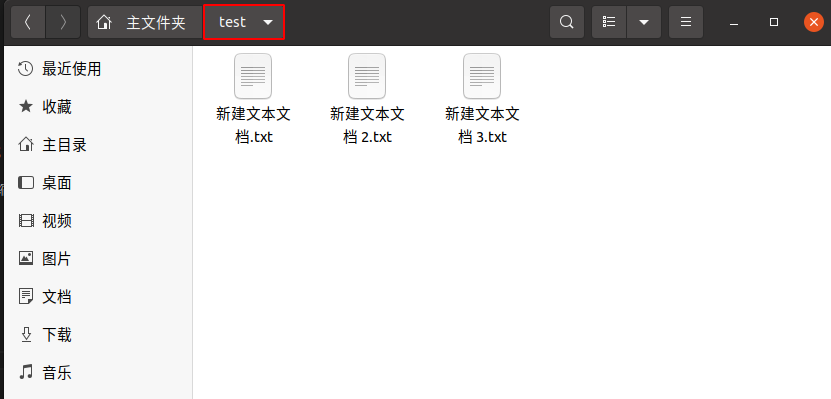 主文件夹 test
最近使用
收藏
主目录
桌面
视频
图片
文档
下载
音乐
新建文本文
档.txt
新建文本文
档 2.txt
新建文本文
档 3.txt